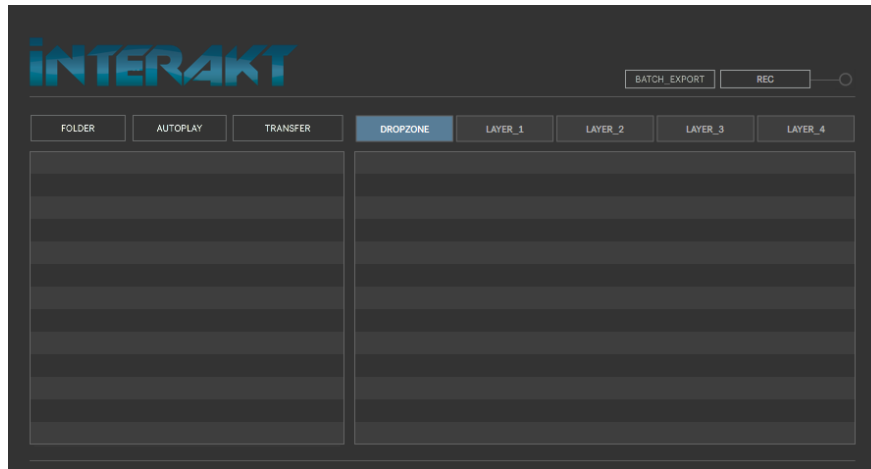 iNTERAKT
BATCH_EXPORT REC
FOLDER AUTOPLAY TRANSFER DROPZONE LAYER_1 LAYER_2 LAYER_3 LAYER_4